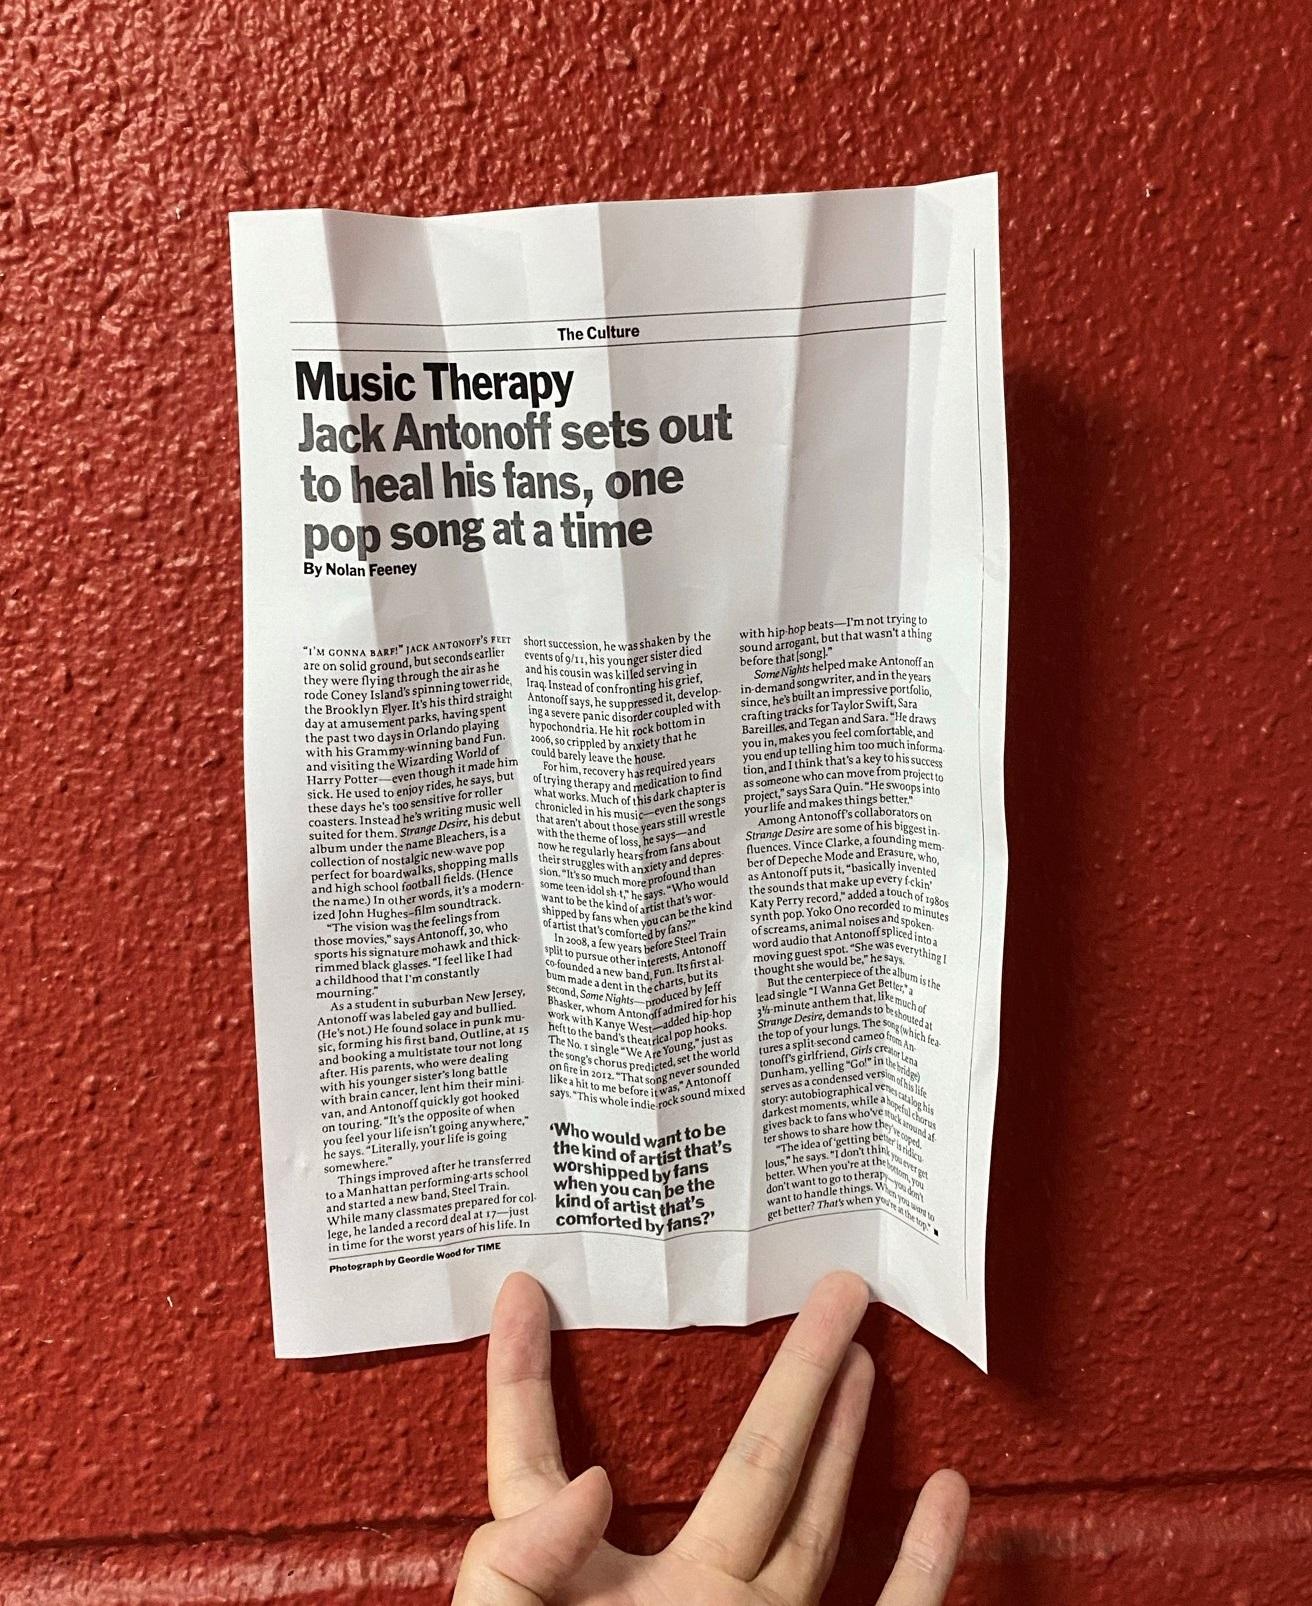 The Culture
Music Therapy
Jack Antonoff sets out
to heal his fans, one
pop song at a time
By Nolan Feeney
"I'M GONNA BARF!" JACK ANTONOFF'S FEET
are on solid ground, but seconds earlier
they were flying through the air as he
rode Coney Island's spinning tower ride,
the Brooklyn Flyer. It's his third straight
day at amusement parks, having spent
the past two days in Orlando playing
with his Grammy-winning band Fun.
and visiting the Wizarding World of
Harry Potter—even though it made him
sick. He used to enjoy rides, he says, but
these days he's too sensitive for roller
coasters. Instead he's writing music well
suited for them. Strange Desire, his debut
album under the name Bleachers, is a
collection of nostalgic new-wave pop
perfect for boardwalks, shopping malls
and high school football fields. (Hence
the name.) In other words, it's a modern-
ized John Hughes–film soundtrack.
"The vision was the feelings from
those movies," says Antonoff, 30, who
sports his signature mohawk and thick-
rimmed black glasses. "I feel like I had
a childhood that I'm constantly
mourning."
As a student in suburban New Jersey,
Antonoff was labeled gay and bullied.
(He's not.) He found solace in punk mu-
sic, forming his first band, Outline, at 15
and booking a multistate tour not long
after. His parents, who were dealing
with his younger sister's long battle
with brain cancer, lent him their mini-
van, and Antonoff quickly got hooked
on touring. "It's the opposite of when
you feel your life isn't going anywhere,"
he says. "Literally, your life is going
somewhere."
Things improved after he transferred
to a Manhattan performing-arts school
and started a new band, Steel Train.
While many classmates prepared for col-
lege, he landed a record deal at 17—just
in time for the worst years of his life. In
short succession, he was shaken by the
events of 9/11, his younger sister died
and his cousin was killed serving in
Iraq. Instead of confronting his grief,
Antonoff says, he suppressed it, develop-
ing a severe panic disorder coupled with
hypochondria. He hit rock bottom in
2006, so crippled by anxiety that he
could barely leave the house.
For him, recovery has required years
of trying therapy and medication to find
what works. Much of this dark chapter is
chronicled in his music—even the songs
that aren't about those years still wrestle
with the theme of loss, he says—and
now he regularly hears from fans about
their struggles with anxiety and depres-
sion. "It's so much more profound than
some teen-idol sh-t," he says. "Who would
want to be the kind of artist that's wor-
shipped by fans when you can be the kind
of artist that's comforted by fans?"
In 2008, a few years before Steel Train
split to pursue other interests, Antonoff
co-founded a new band, Fun. Its first al-
bum made a dent in the charts, but its
second, Some Nights—produced by Jeff
Bhasker, whom Antonoff admired for his
work with Kanye West—added hip-hop
heft to the band's theatrical pop hooks.
The No. 1 single "We Are Young," just as
the song's chorus predicted, set the world
on fire in 2012. "That song never sounded
like a hit to me before it was," Antonoff
says. "This whole indie-rock sound mixed
'Who would want to be
the kind of artist that's
worshipped by fans
when you can be the
kind of artist that's
comforted by fans?'
with hip-hop beats—I'm not trying to
sound arrogant, but that wasn't a thing
before that [song]."
Some Nights helped make Antonoff an
in-demand songwriter, and in the years
since, he's built an impressive portfolio,
crafting tracks for Taylor Swift, Sara
Bareilles, and Tegan and Sara. "He draws
you in, makes you feel comfortable, and
you end up telling him too much informa-
tion, and I think that's a key to his success
as someone who can move from project to
project," says Sara Quin. "He swoops into
your life and makes things better."
Among Antonoff's collaborators on
Strange Desire are some of his biggest in-
fluences. Vince Clarke, a founding mem-
ber of Depeche Mode and Erasure, who,
as Antonoff puts it, "basically invented
the sounds that make up every f-ckin'
Katy Perry record," added a touch of 1980s
synth pop. Yoko Ono recorded 10 minutes
of screams, animal noises and spoken-
word audio that Antonoff spliced into a
moving guest spot. "She was everything I
thought she would be," he says.
But the centerpiece of the album is the
lead single "I Wanna Get Better," a
3½-minute anthem that, like much of
Strange Desire, demands to be shouted at
the top of your lungs. The song (which fea-
tures a split-second cameo from An-
tonoff's girlfriend, Girls creator Lena
Dunham, yelling "Go!" in the bridge)
serves as a condensed version of his life
story: autobiographical verses catalog his
darkest moments, while a hopeful chorus
gives back to fans who've stuck around af-
ter shows to share how they've coped.
"The idea of 'getting better' is ridicu-
lous," he says. "I don't think you ever get
better. When you're at the bottom, you
don't want to go to therapy—you don't
want to handle things. When you want to
get better? That's when you're at the top."
Photograph by Geordie Wood for TIME